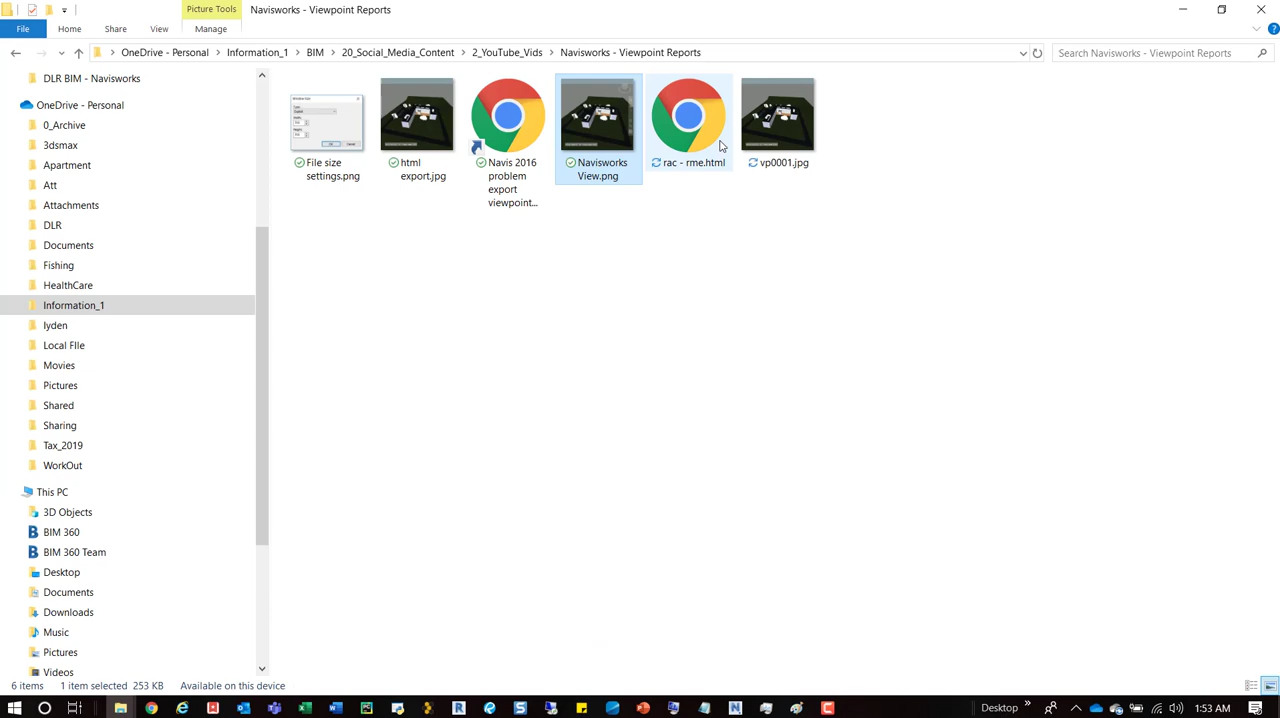 Picture Tools
Navisworks - Viewpoint Reports
File
Home
Share
View
Manage
OneDrive - Personal
Information_1
BIM
20_Social_Media_Content
2_YouTube_Vids
Navisworks - Viewpoint Reports
Search Navisworks - Viewpoint Reports
DLR BIM - Navisworks
OneDrive - Personal
0_Archive
3dsmax
Apartment
Att
Attachments
DLR
Documents
Fishing
HealthCare
Information_1
Iyden
Local FIle
Movies
Pictures
Shared
Sharing
Tax_2019
WorkOut
This PC
3D Objects
BIM 360
BIM 360 Team
Desktop
Documents
Downloads
Music
Pictures
Videos
File size
settings.png
html
export.jpg
Navis 2016
problem
export
viewpoint...
Navisworks
View.png
rac - rme.html
vp0001.jpg
6 items
1 item selected 253 KB
Available on this device
Desktop
1:53 AM